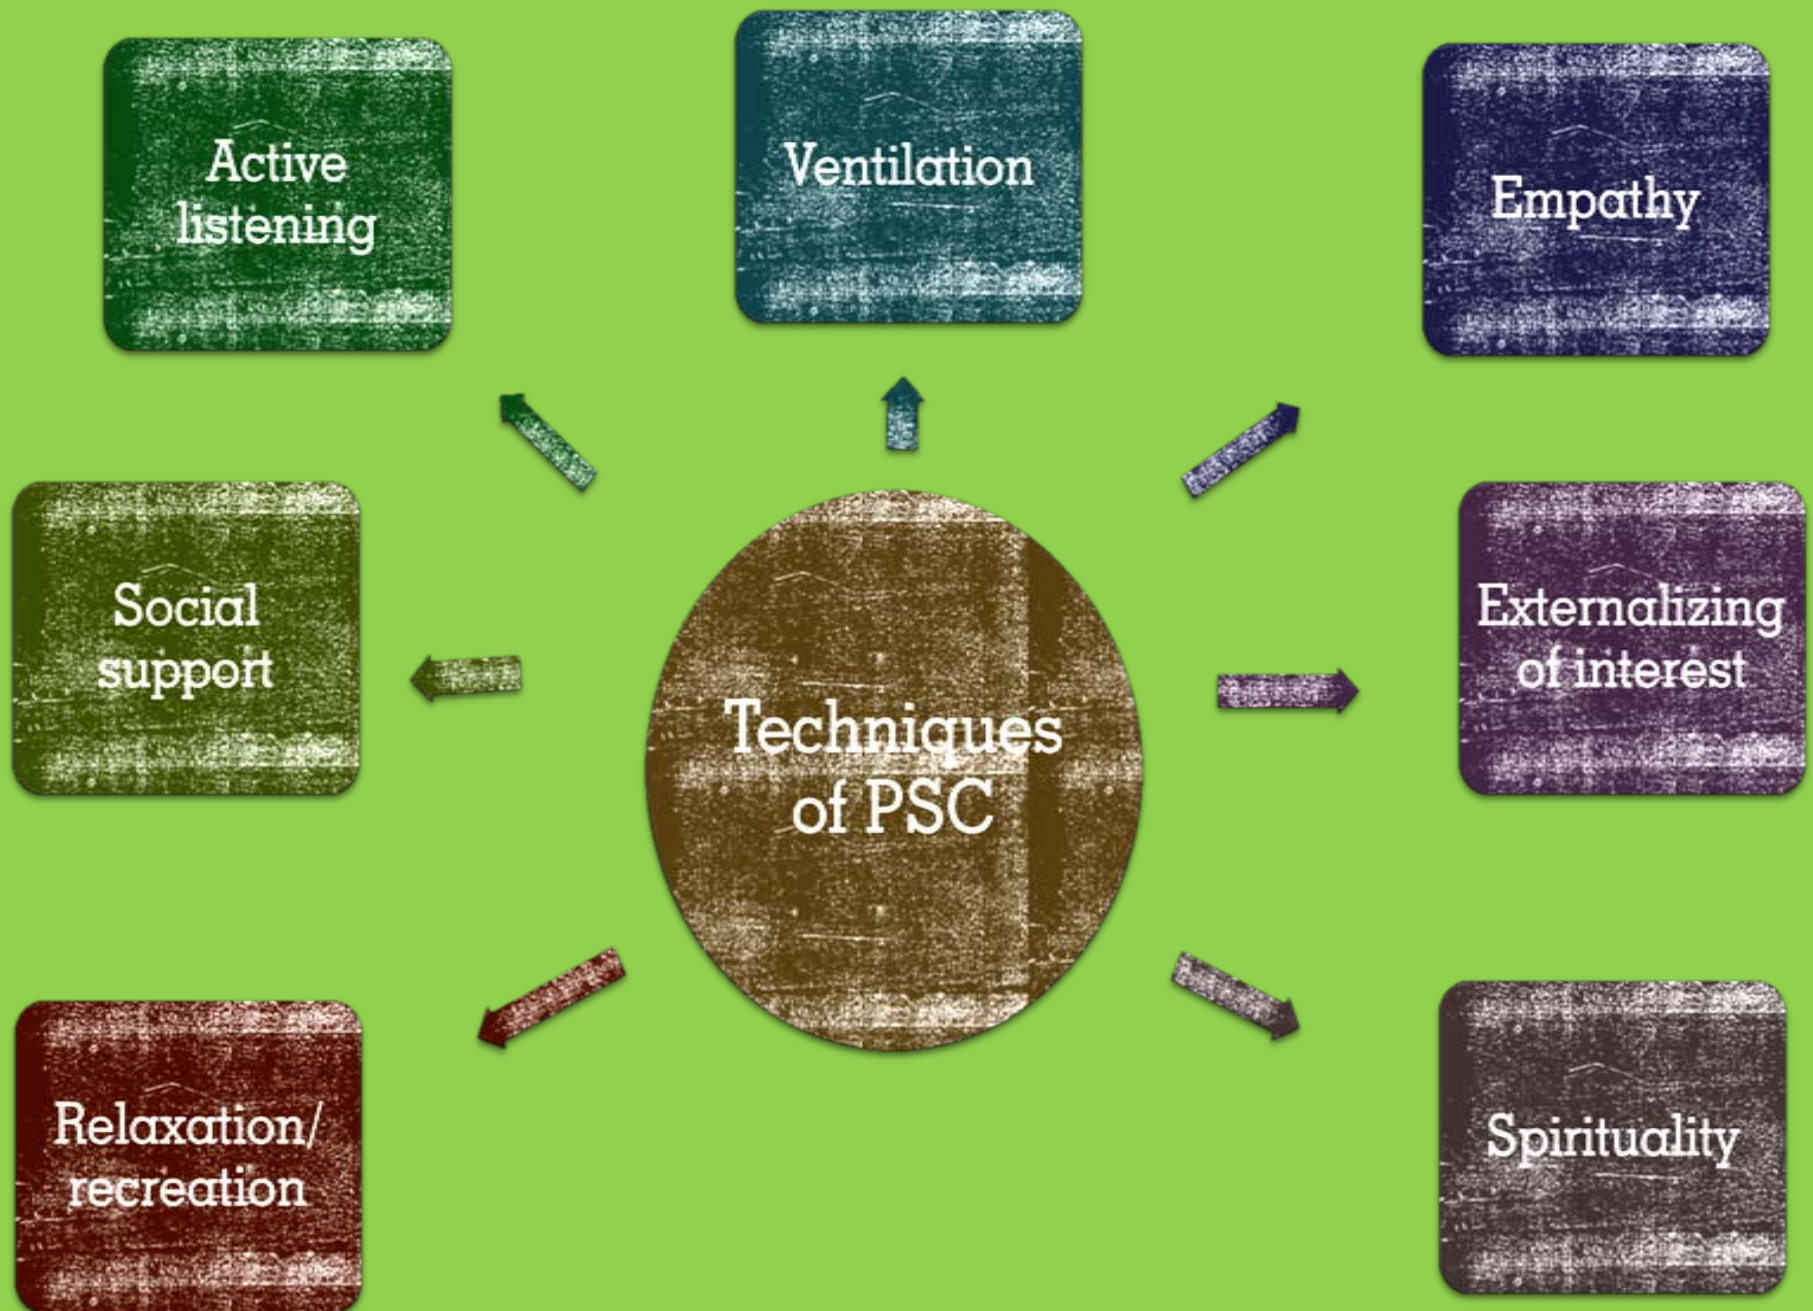 Active
listening
Ventilation
Empathy
Social
support
Techniques
of PSC
Externalizing
of interest
Relaxation/
recreation
Spirituality